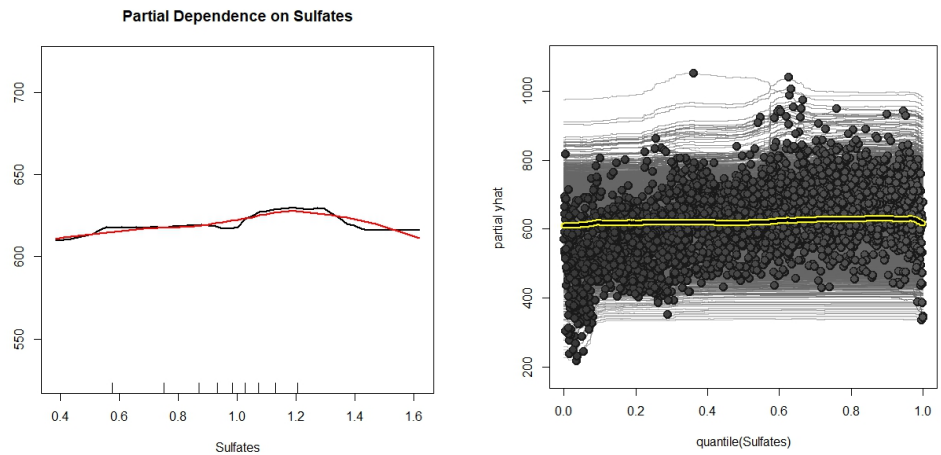 Partial Dependence on Sulfates
700
650
600
550
0.4 0.6 0.8 1.0 1.2 1.4 1.6
Sulfates
partial yhat
1000
800
600
400
200
0.0 0.2 0.4 0.6 0.8 1.0
quantile(Sulfates)